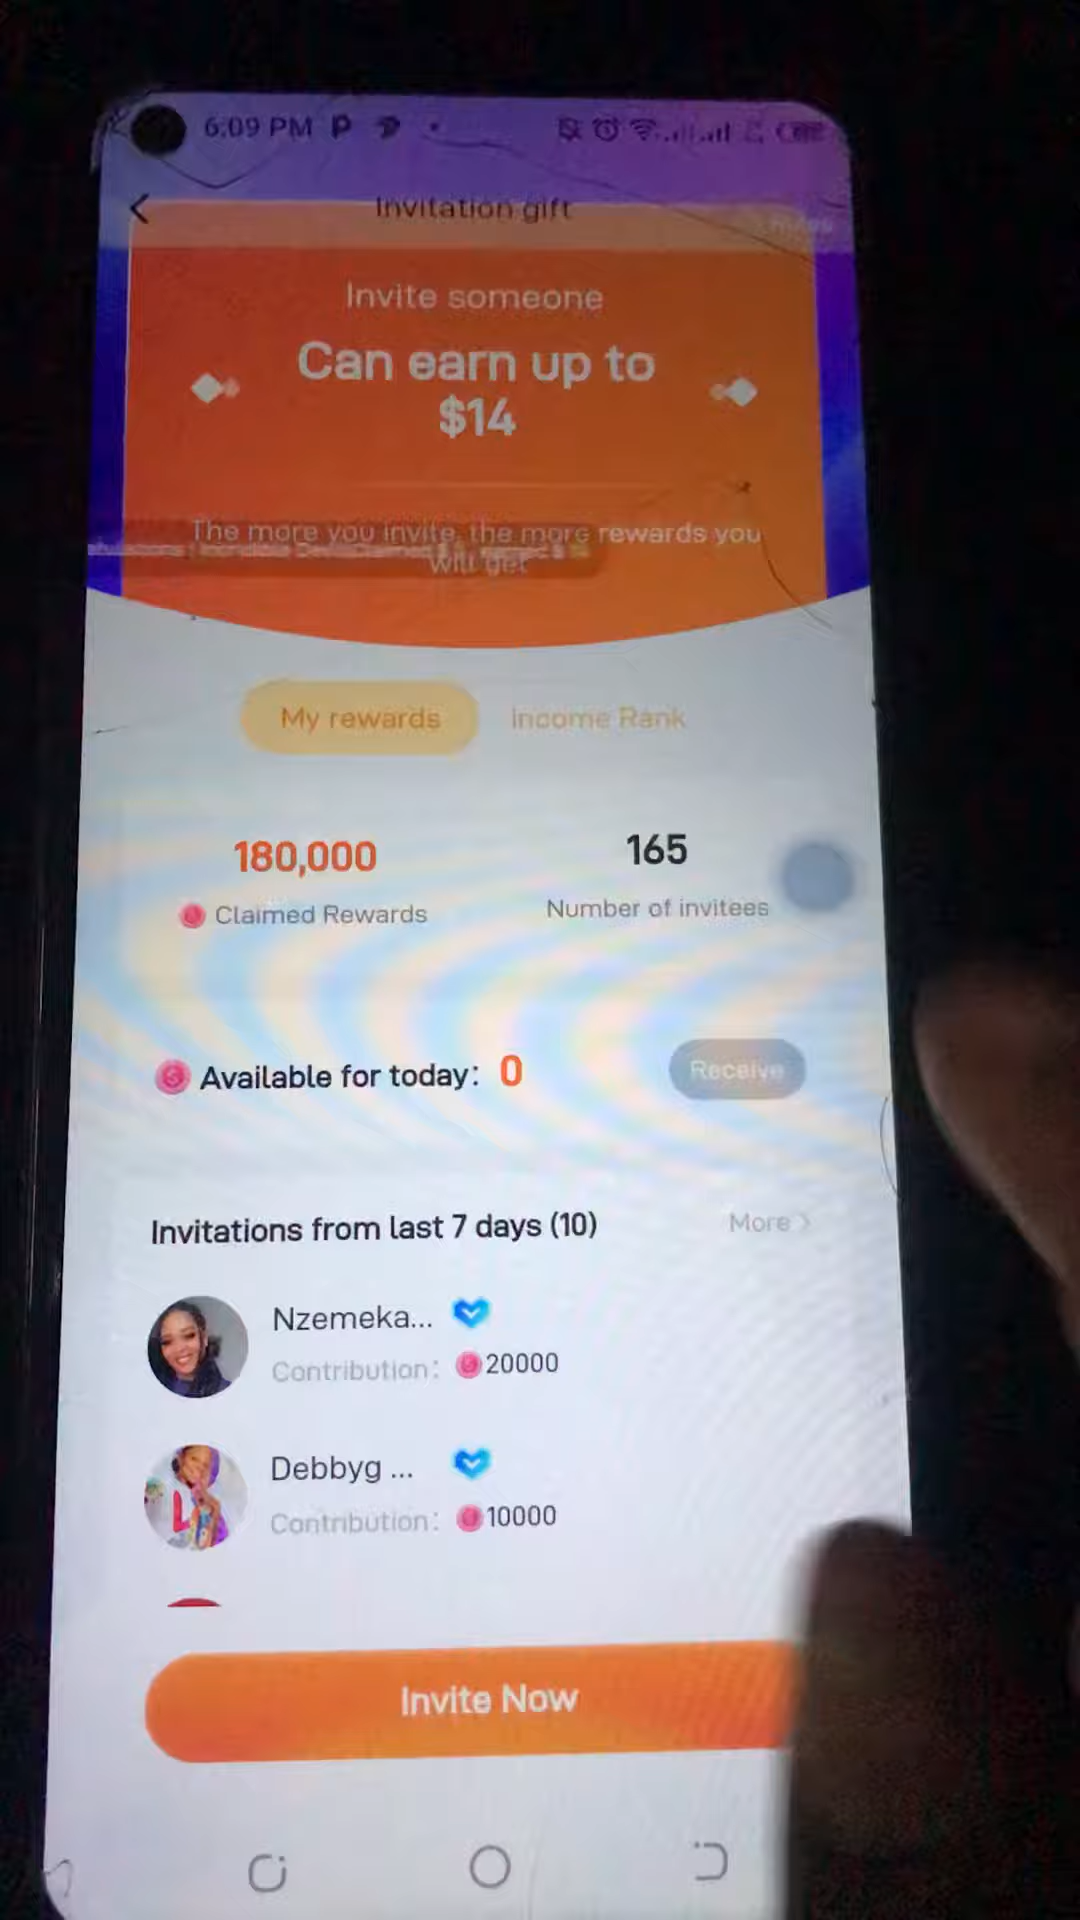 6:09 PM
Invitation gift
Rules
Invite someone
Can earn up to
$14
The more you invite, the more rewards you
will get
My rewards
Income Rank
180,000
165
Claimed Rewards
Number of invitees
Available for today: 0
Receive
Invitations from last 7 days (10)
More >
Nzemeka...
Contribution: 20000
Debbyg ...
Contribution: 10000
Invite Now